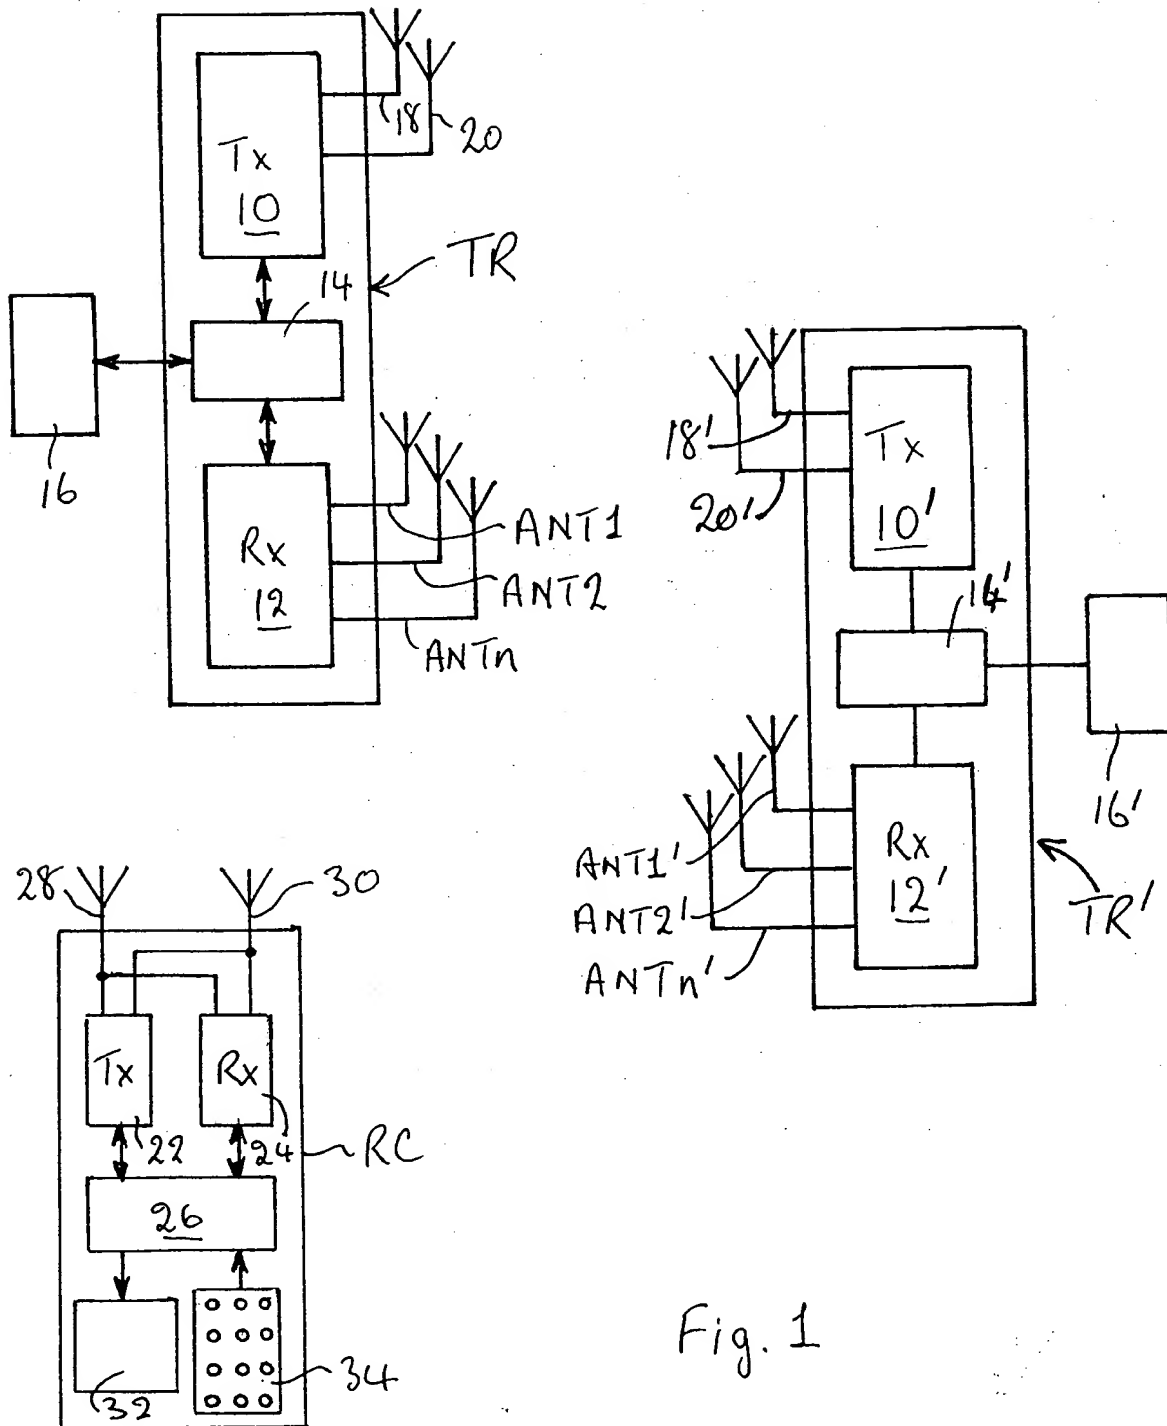 18
20
Tx
10
TR
14
16
Rx
12
ANT1
ANT2
ANTn
18'
20'
Tx
10'
14'
16'
ANT1'
ANT2'
ANTn'
Rx
12'
TR'
28
30
Tx
22
Rx
24
RC
26
32
34
Fig. 1